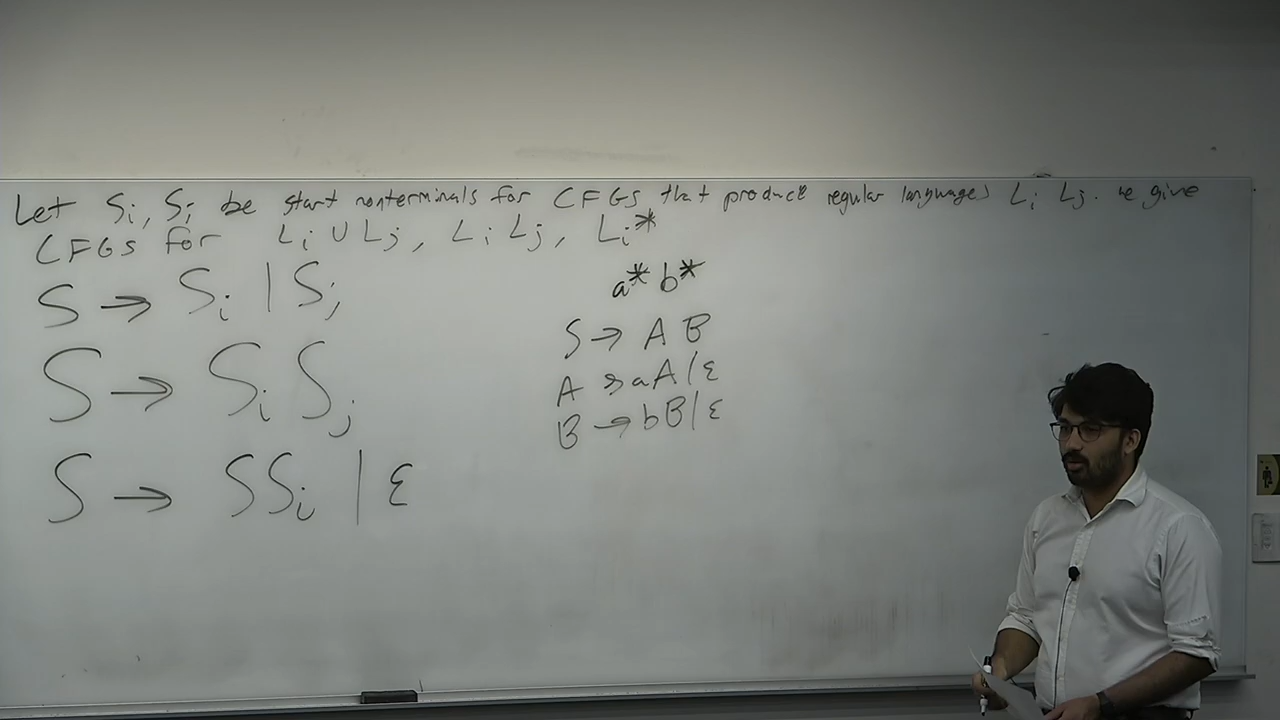 Let Si, Sj be start nonterminals for CFGs that produce regular languages Li Lj. we give
CFGs for Li ∪ Lj, Li Lj, Li*
S → Si | Sj
S → Si Sj
S → SSi | ε
a* b*
S → A B
A → aA | ε
B → bB | ε